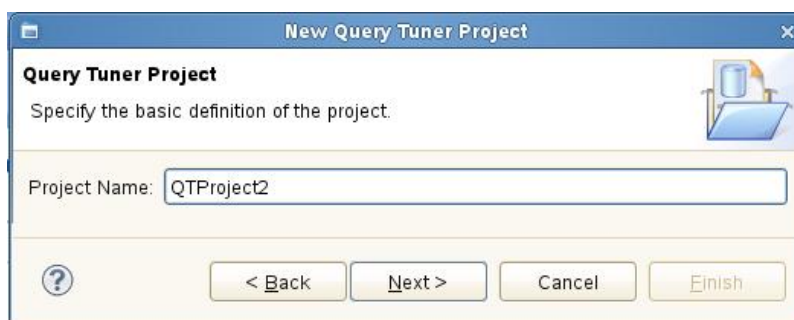 New Query Tuner Project
Query Tuner Project
Specify the basic definition of the project.
Project Name: QTProject2
< Back Next > Cancel Finish